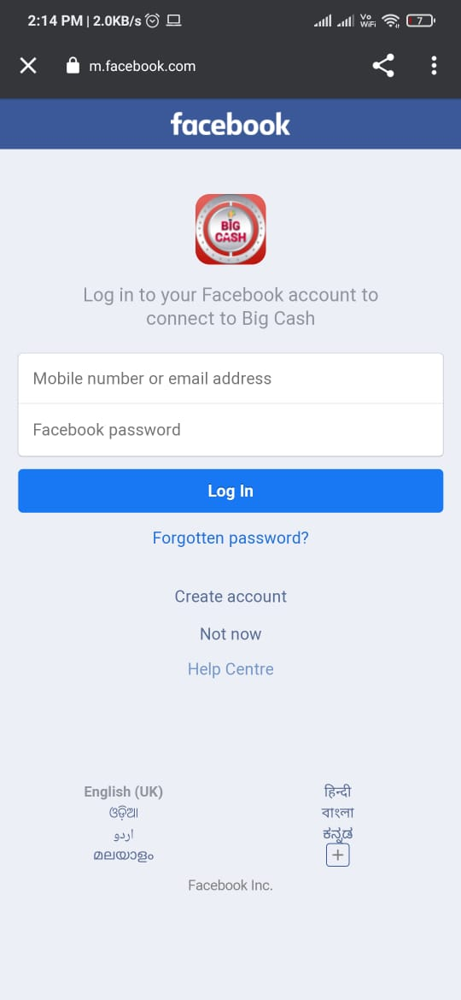 2:14 PM | 2.0KB/s
Vo
WiFi
7
m.facebook.com
facebook
BIG
CASH
Log in to your Facebook account to
connect to Big Cash
Mobile number or email address
Facebook password
Log In
Forgotten password?
Create account
Not now
Help Centre
English (UK) हिन्दी
ଓଡ଼ିଆ বাংলা
اردو ಕನ್ನಡ
മലയാളം +
Facebook Inc.